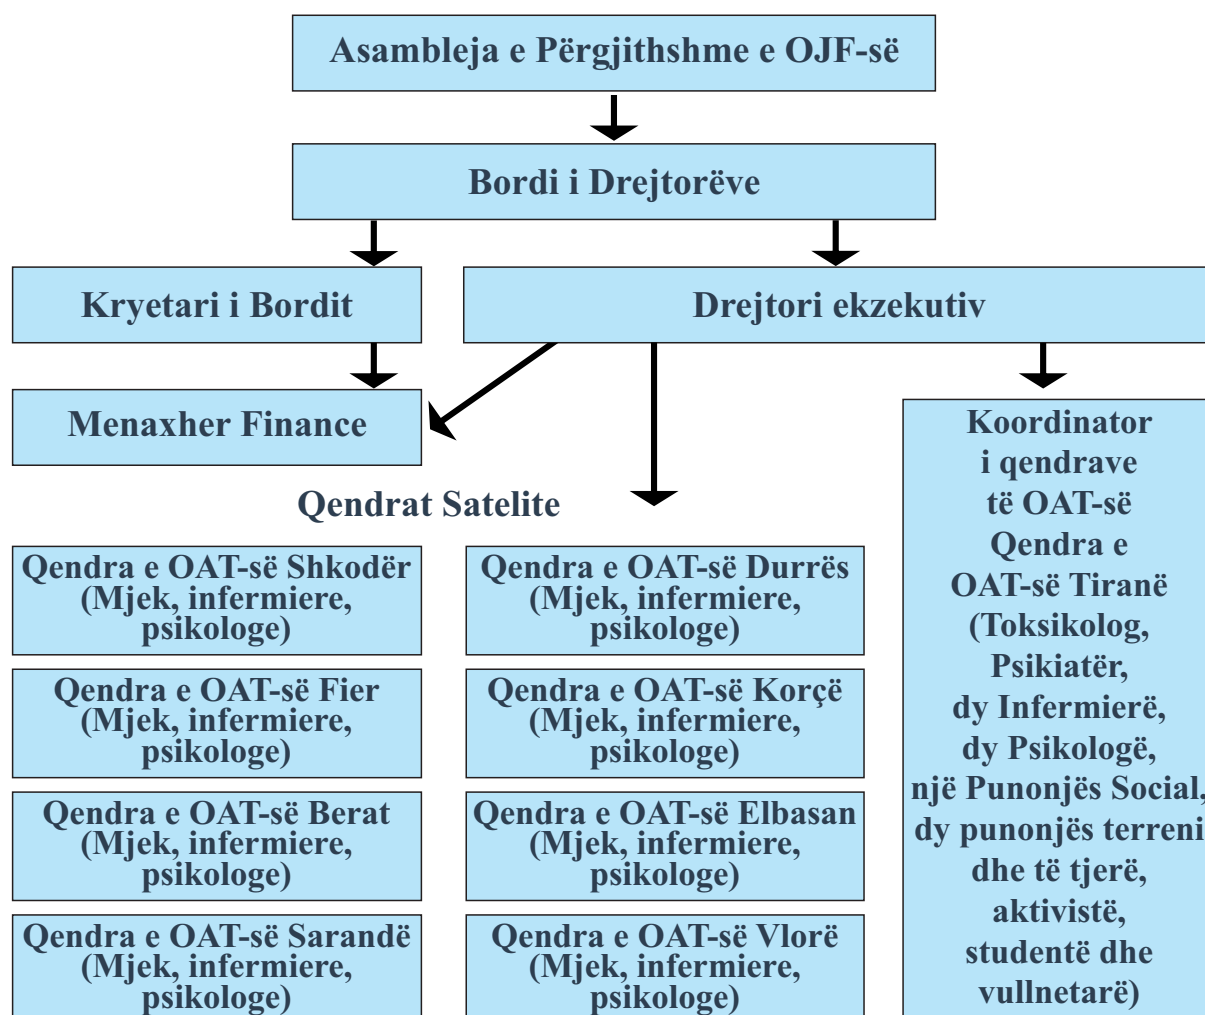 Asambleja e Përgjithshme e OJF-së
Bordi i Drejtorëve
Kryetari i Bordit
Drejtori ekzekutiv
Menaxher Finance
Koordinator
i qendrave
të OAT-së
Qendra e
OAT-së Tiranë
(Toksikolog,
Psikiatër,
dy Infermierë,
dy Psikologë,
një Punonjës Social,
dy punonjës terreni
dhe të tjerë,
aktivistë,
studentë dhe
vullnetarë)
Qendrat Satelite
Qendra e OAT-së Shkodër
(Mjek, infermiere,
psikologe)
Qendra e OAT-së Durrës
(Mjek, infermiere,
psikologe)
Qendra e OAT-së Fier
(Mjek, infermiere,
psikologe)
Qendra e OAT-së Korçë
(Mjek, infermiere,
psikologe)
Qendra e OAT-së Berat
(Mjek, infermiere,
psikologe)
Qendra e OAT-së Elbasan
(Mjek, infermiere,
psikologe)
Qendra e OAT-së Sarandë
(Mjek, infermiere,
psikologe)
Qendra e OAT-së Vlorë
(Mjek, infermiere,
psikologe)